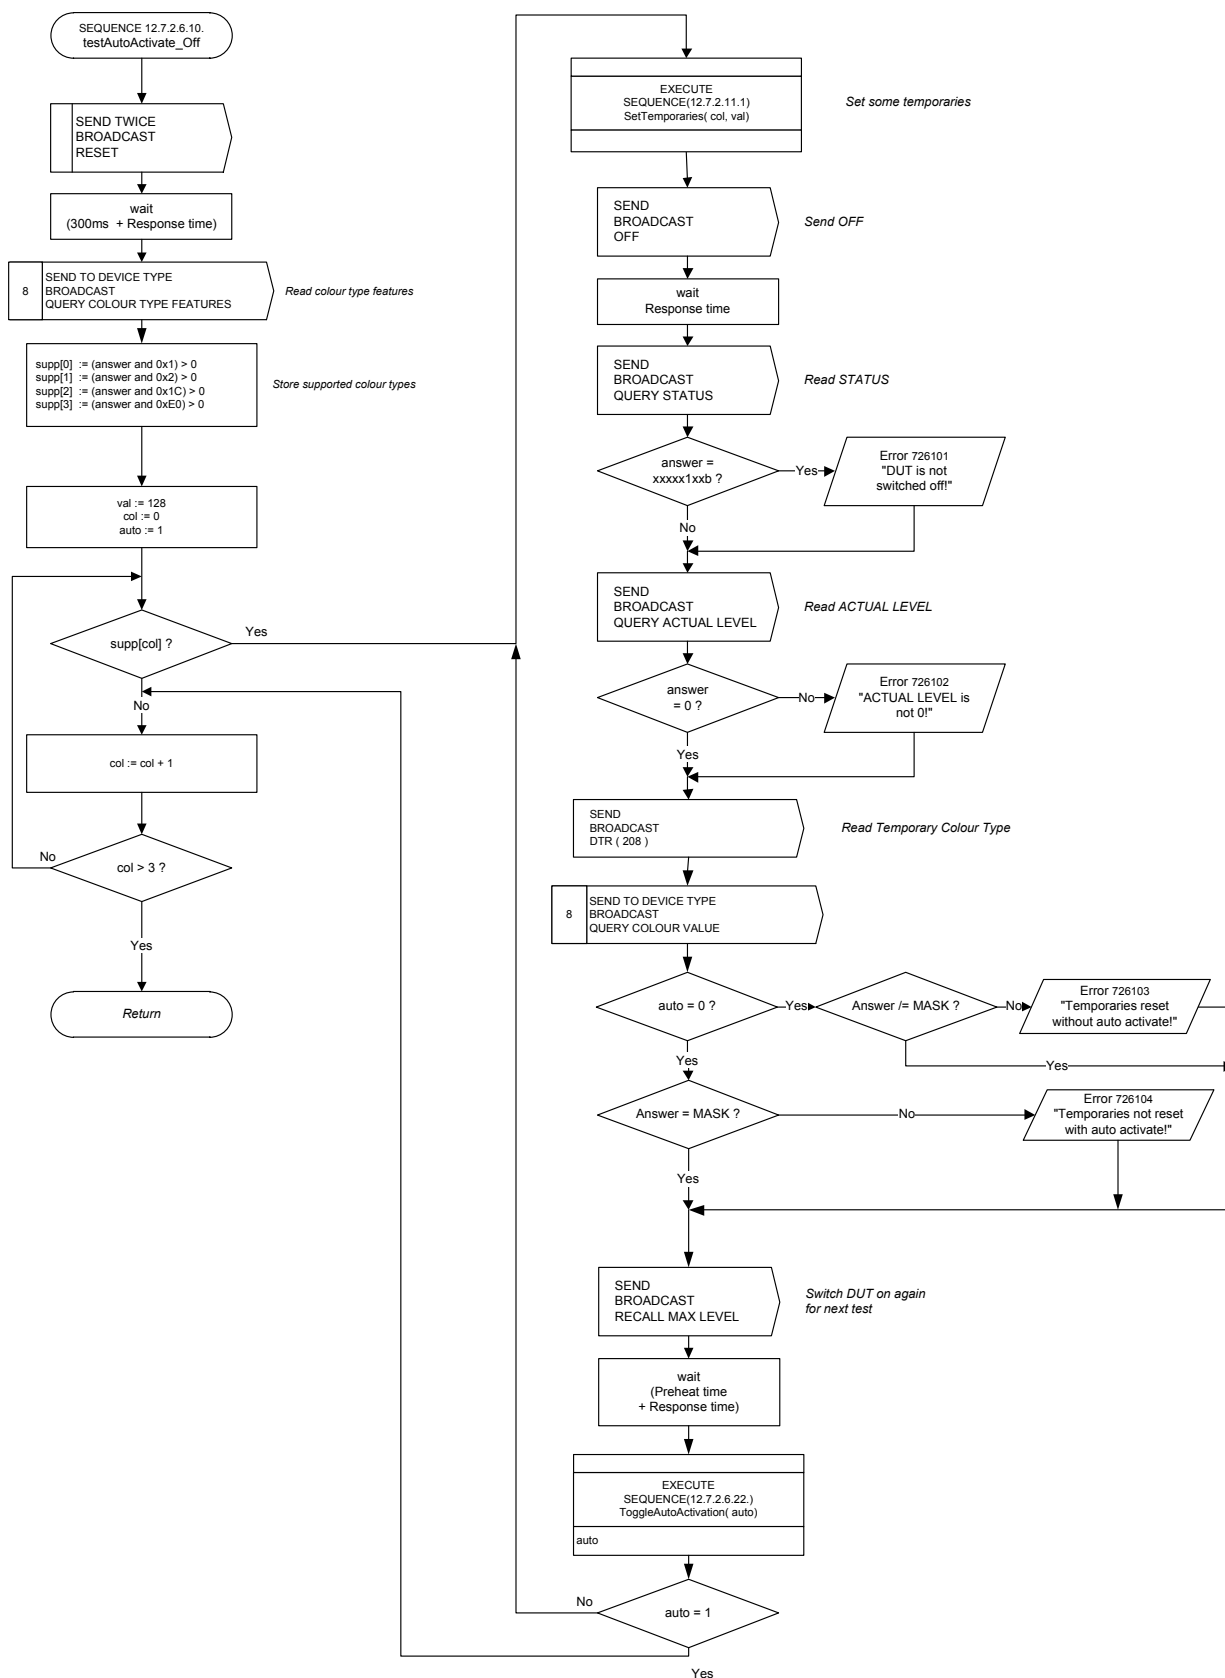 SEQUENCE 12.7.2.6.10.
testAutoActivate_Off
SEND TWICE
BROADCAST
RESET
wait
(300ms + Response time)
8
SEND TO DEVICE TYPE
BROADCAST
QUERY COLOUR TYPE FEATURES
Read colour type features
supp[0] := (answer and 0x1) > 0
supp[1] := (answer and 0x2) > 0
supp[2] := (answer and 0x1C) > 0
supp[3] := (answer and 0xE0) > 0
Store supported colour types
val := 128
col := 0
auto := 1
supp[col] ?
Yes
No
col := col + 1
No
col > 3 ?
Yes
Return
EXECUTE
SEQUENCE(12.7.2.11.1)
SetTemporaries( col, val)
Set some temporaries
SEND
BROADCAST
OFF
Send OFF
wait
Response time
SEND
BROADCAST
QUERY STATUS
Read STATUS
answer =
xxxxx1xxb ?
Yes
Error 726101
"DUT is not
switched off!"
No
SEND
BROADCAST
QUERY ACTUAL LEVEL
Read ACTUAL LEVEL
answer
= 0 ?
No
Error 726102
"ACTUAL LEVEL is
not 0!"
Yes
SEND
BROADCAST
DTR ( 208 )
Read Temporary Colour Type
8
SEND TO DEVICE TYPE
BROADCAST
QUERY COLOUR VALUE
auto = 0 ?
Yes
Answer /= MASK ?
No
Error 726103
"Temporaries reset
without auto activate!"
Yes
Yes
Answer = MASK ?
No
Error 726104
"Temporaries not reset
with auto activate!"
Yes
SEND
BROADCAST
RECALL MAX LEVEL
Switch DUT on again
for next test
wait
(Preheat time
+ Response time)
EXECUTE
SEQUENCE(12.7.2.6.22.)
ToggleAutoActivation( auto)
auto
No
auto = 1
Yes